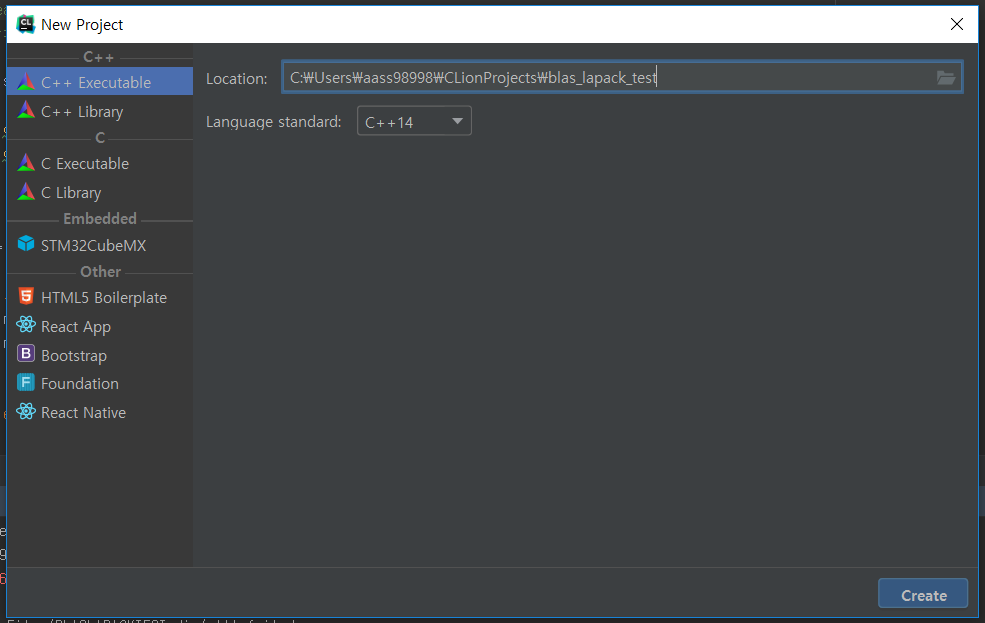 New Project
C++
C++ Executable
C++ Library
C
C Executable
C Library
Embedded
STM32CubeMX
Other
HTML5 Boilerplate
React App
Bootstrap
Foundation
React Native
Location: C:₩Users₩aass98998₩CLionProjects₩blas_lapack_test
Language standard: C++14
Create